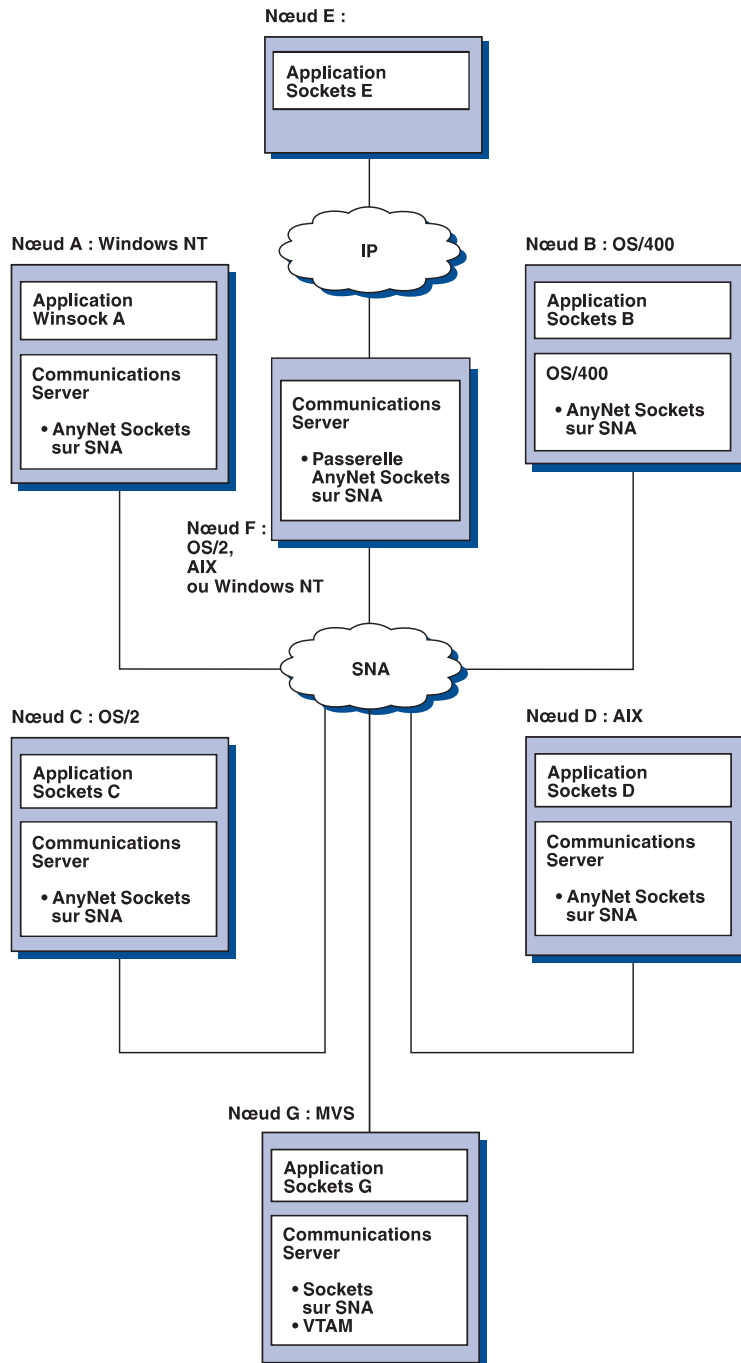 Nœud E :
Application
Sockets E
IP
Nœud A : Windows NT
Application
Winsock A
Communications
Server
• AnyNet Sockets
sur SNA
Nœud B : OS/400
Application
Sockets B
OS/400
• AnyNet Sockets
sur SNA
Communications
Server
• Passerelle
AnyNet Sockets
sur SNA
Nœud F :
OS/2,
AIX
ou Windows NT
SNA
Nœud C : OS/2
Application
Sockets C
Communications
Server
• AnyNet Sockets
sur SNA
Nœud D : AIX
Application
Sockets D
Communications
Server
• AnyNet Sockets
sur SNA
Nœud G : MVS
Application
Sockets G
Communications
Server
• Sockets
sur SNA
• VTAM